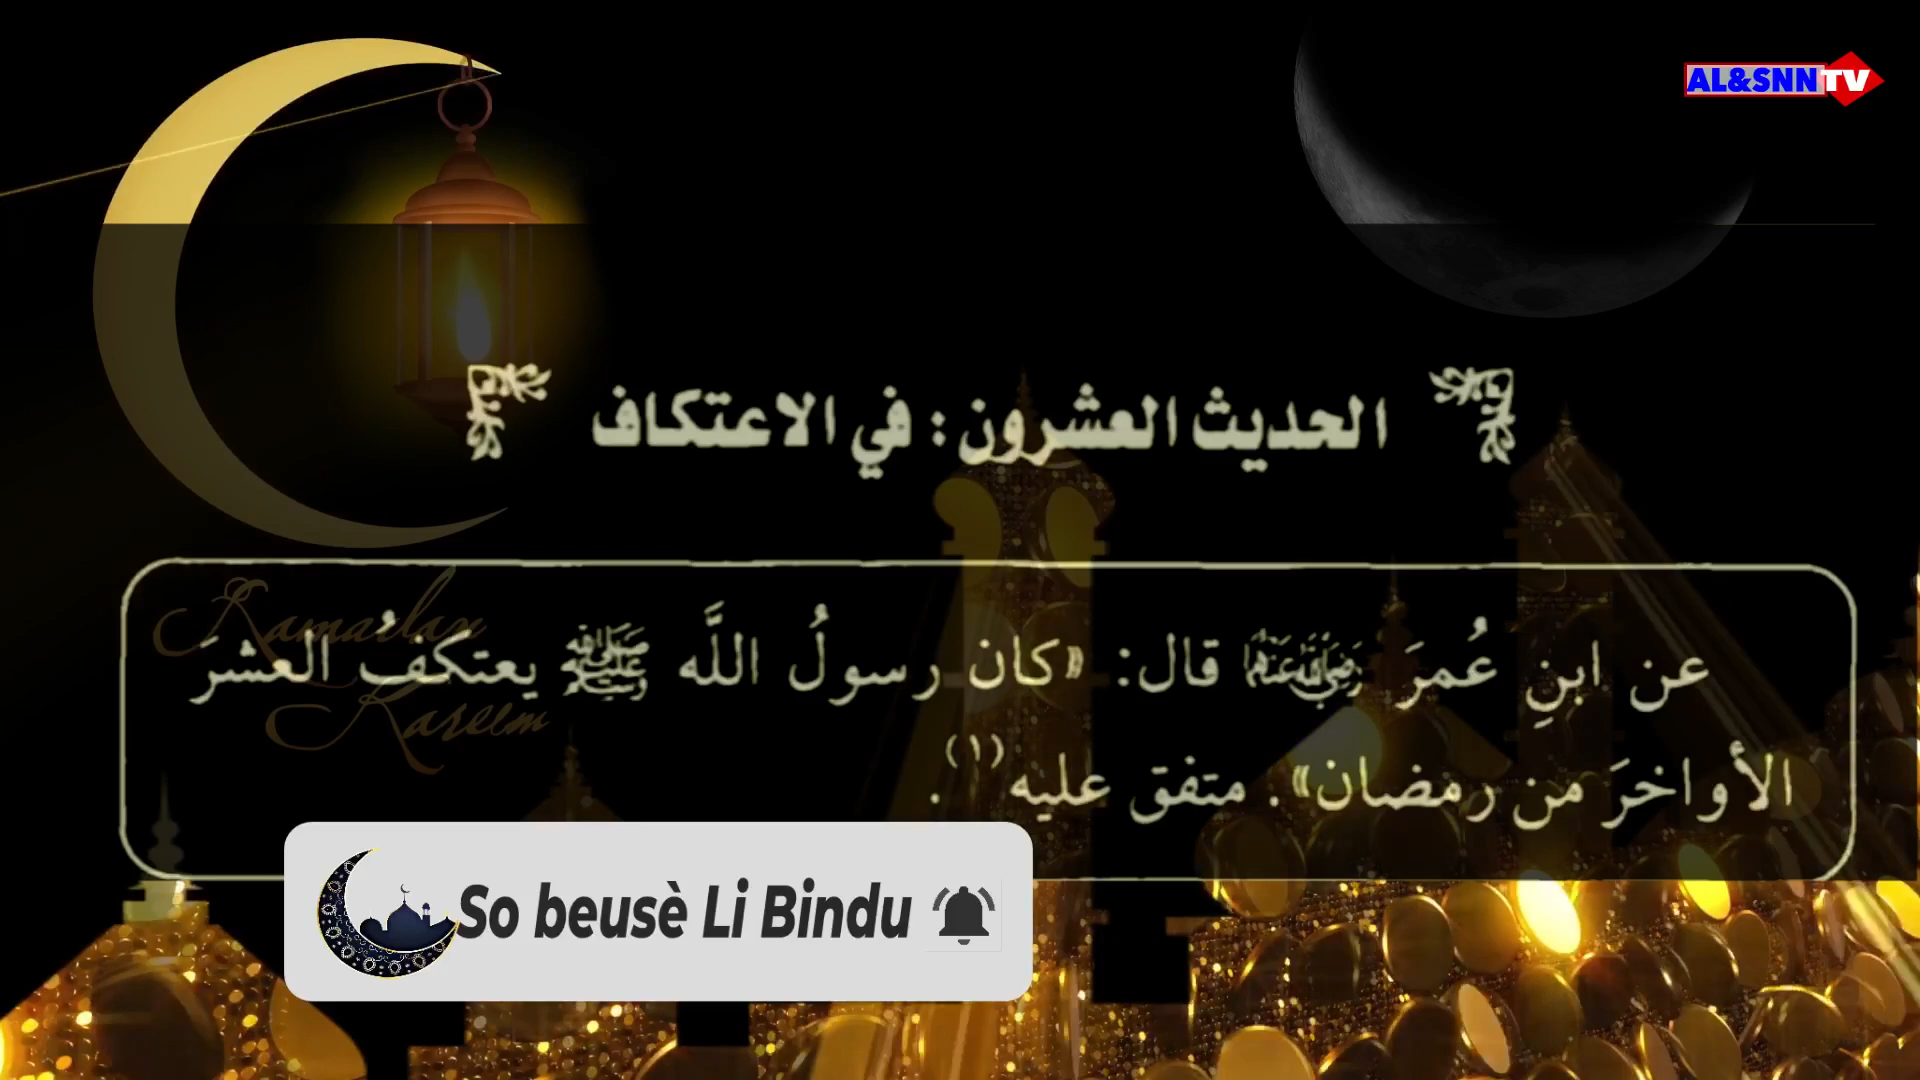 AL&SNN TV
الحديث العشرون: في الاعتكاف
عن ابنِ عُمرَ رَضِيَ اللَّهُ عَنْهُمَا قال: «كان رسولُ اللَّه ﷺ يعتكفُ العشرَ
الأواخرَ من رمضان». متفق عليه(١).
Ramadan
Kareem
So beusè Li Bindu